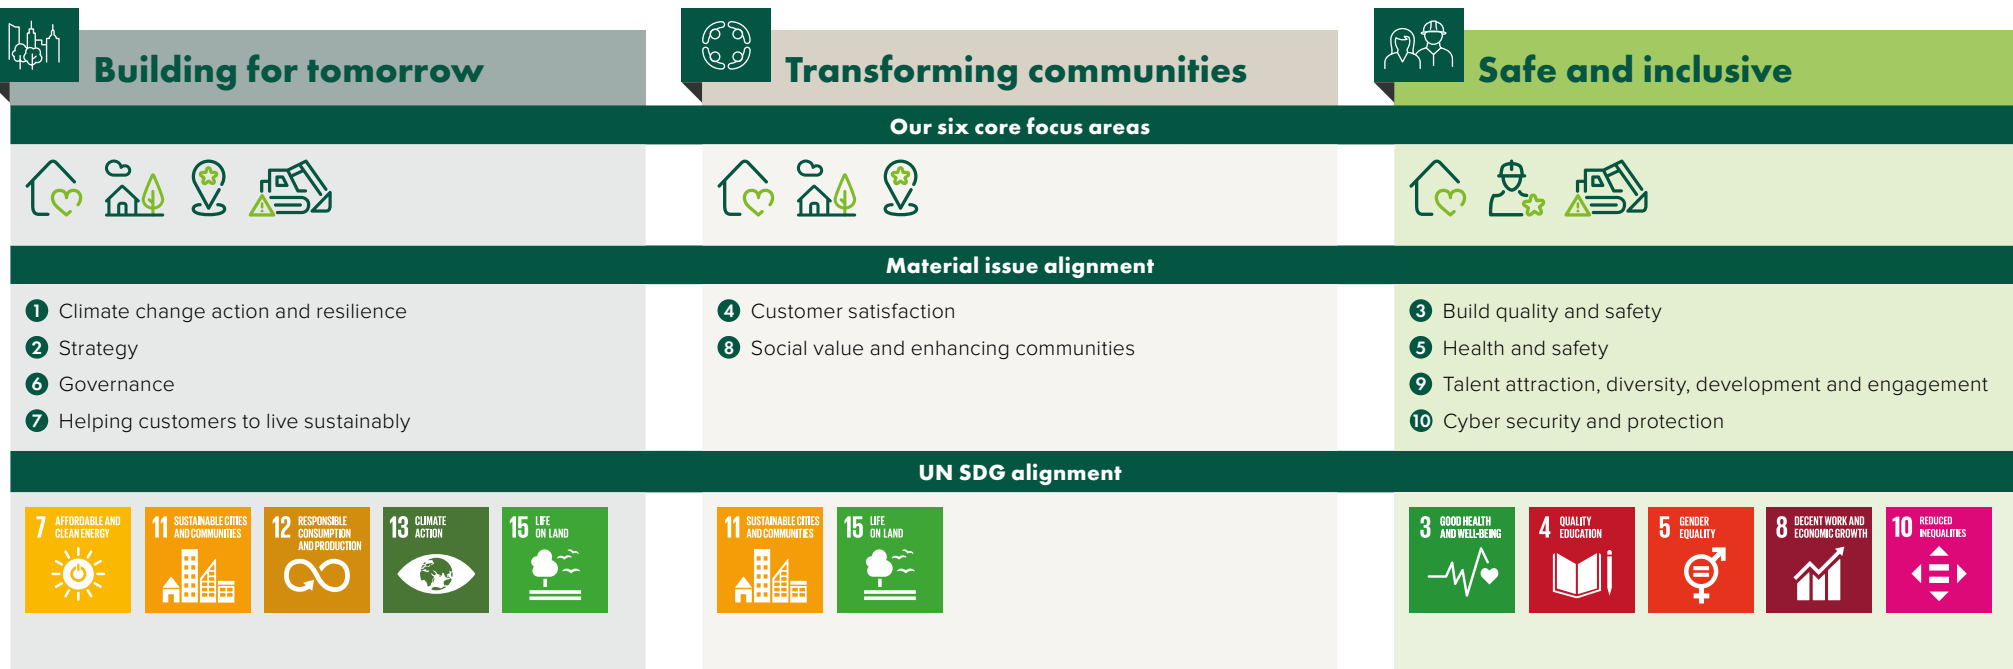 Building for tomorrow
Transforming communities
Safe and inclusive
Our six core focus areas
Material issue alignment
1 Climate change action and resilience
2 Strategy
6 Governance
7 Helping customers to live sustainably
4 Customer satisfaction
8 Social value and enhancing communities
3 Build quality and safety
5 Health and safety
9 Talent attraction, diversity, development and engagement
10 Cyber security and protection
UN SDG alignment
7 AFFORDABLE AND
CLEAN ENERGY
11 SUSTAINABLE CITIES
AND COMMUNITIES
12 RESPONSIBLE
CONSUMPTION
AND PRODUCTION
13 CLIMATE
ACTION
15 LIFE
ON LAND
11 SUSTAINABLE CITIES
AND COMMUNITIES
15 LIFE
ON LAND
3 GOOD HEALTH
AND WELL-BEING
4 QUALITY
EDUCATION
5 GENDER
EQUALITY
8 DECENT WORK AND
ECONOMIC GROWTH
10 REDUCED
INEQUALITIES